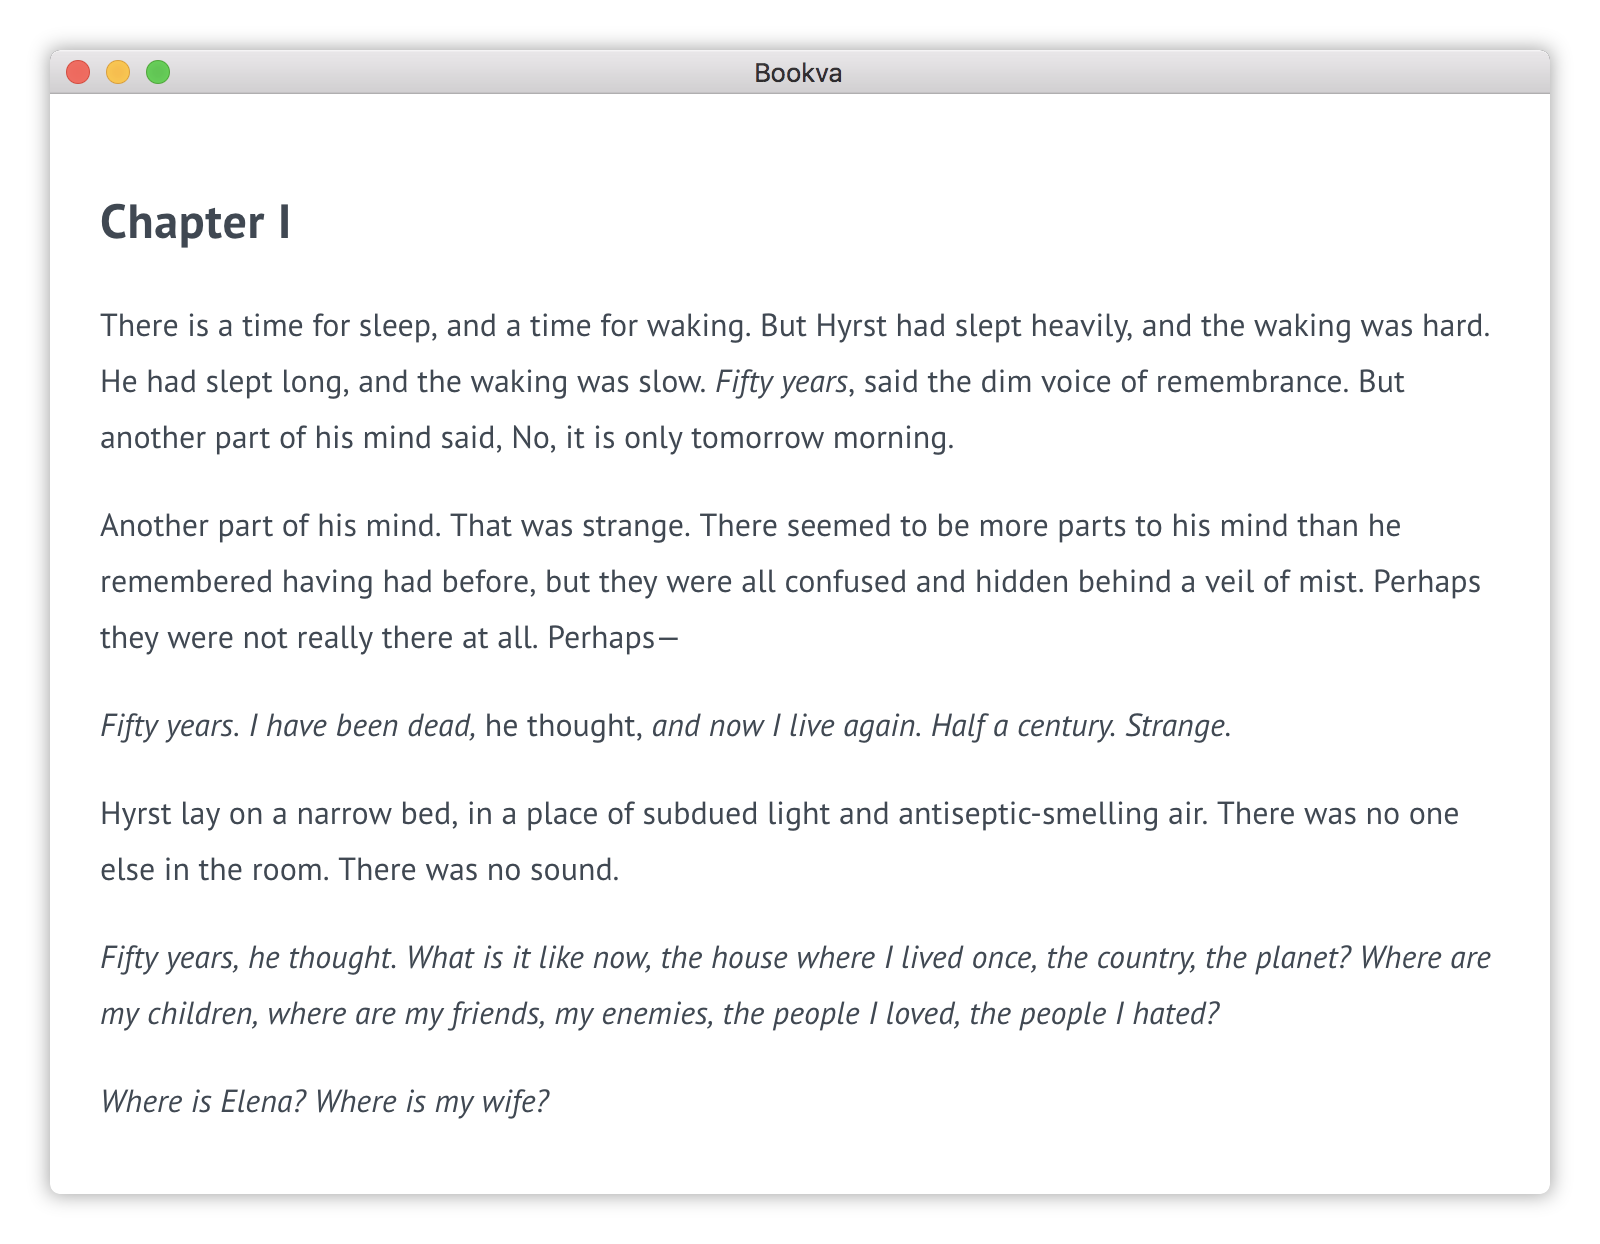 Bookva
Chapter I
There is a time for sleep, and a time for waking. But Hyrst had slept heavily, and the waking was hard.
He had slept long, and the waking was slow. Fifty years, said the dim voice of remembrance. But
another part of his mind said, No, it is only tomorrow morning.
Another part of his mind. That was strange. There seemed to be more parts to his mind than he
remembered having had before, but they were all confused and hidden behind a veil of mist. Perhaps
they were not really there at all. Perhaps—
Fifty years. I have been dead, he thought, and now I live again. Half a century. Strange.
Hyrst lay on a narrow bed, in a place of subdued light and antiseptic-smelling air. There was no one
else in the room. There was no sound.
Fifty years, he thought. What is it like now, the house where I lived once, the country, the planet? Where are
my children, where are my friends, my enemies, the people I loved, the people I hated?
Where is Elena? Where is my wife?